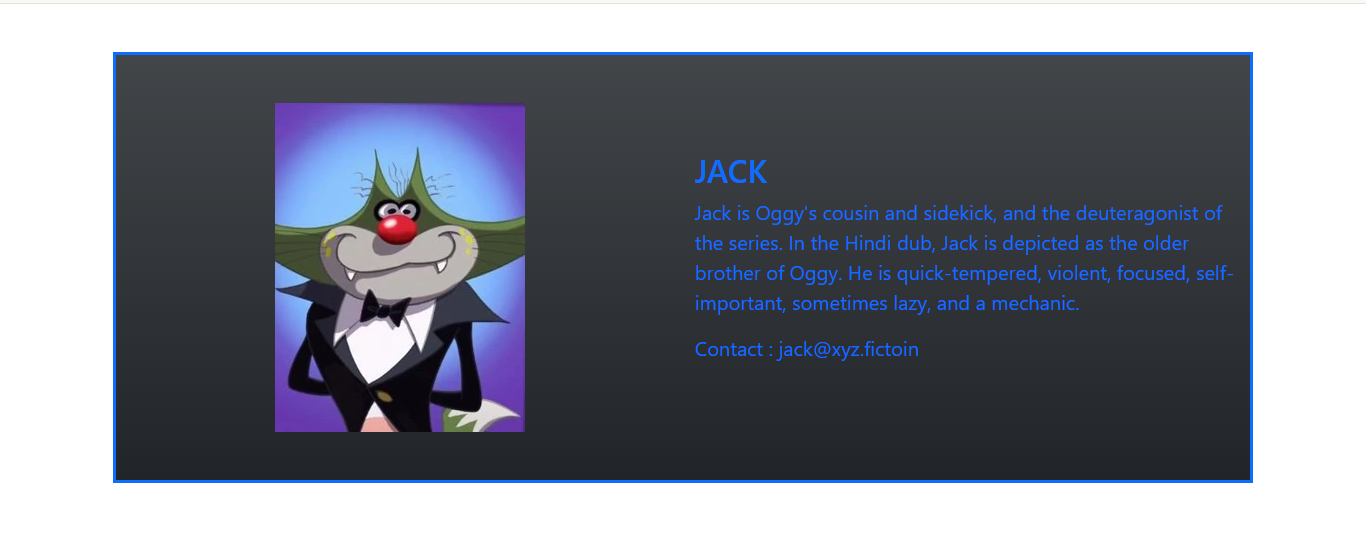 JACK
Jack is Oggy's cousin and sidekick, and the deuteragonist of
the series. In the Hindi dub, Jack is depicted as the older
brother of Oggy. He is quick-tempered, violent, focused, self-
important, sometimes lazy, and a mechanic.
Contact : jack@xyz.fictoin